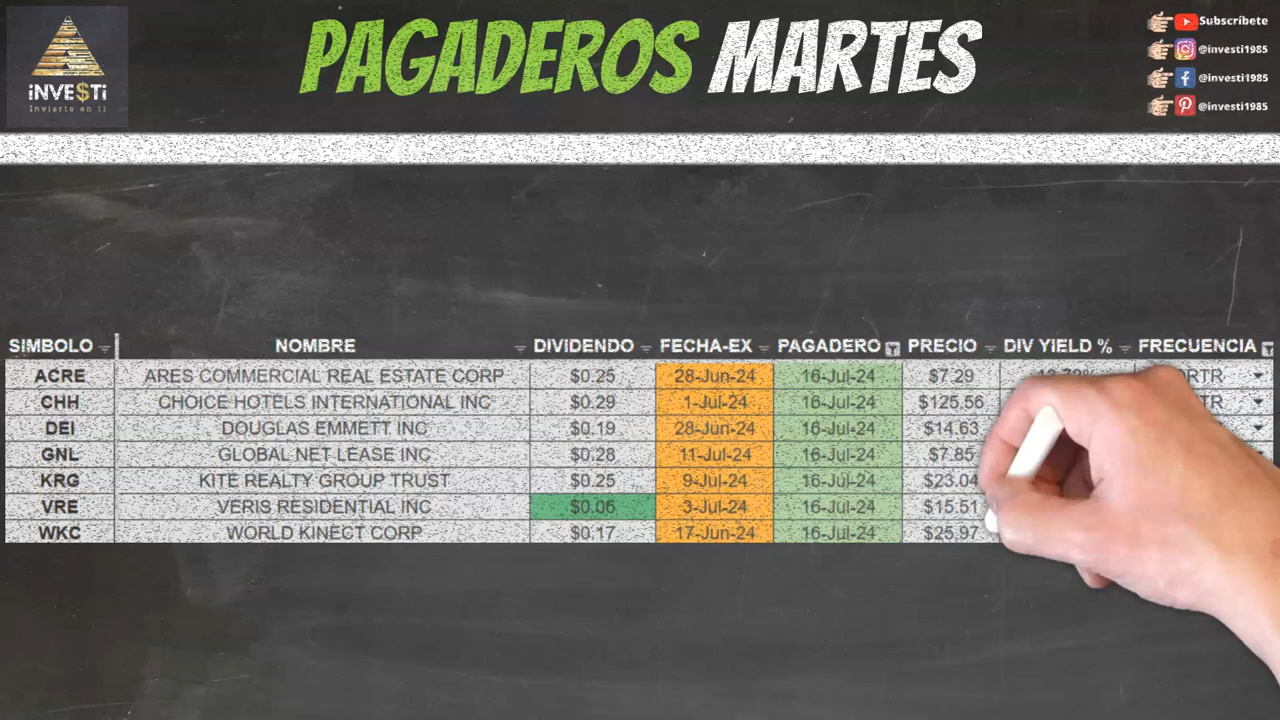 iNVE$Ti
Invierto en ti
PAGADEROS MARTES
Suscríbete
@investi1985
@investi1985
@investi1985
SIMBOLO NOMBRE DIVIDENDO FECHA-EX PAGADERO PRECIO DIV YIELD % FRECUENCIA
ACRE ARES COMMERCIAL REAL ESTATE CORP $0.25 28-Jun-24 16-Jul-24 $7.29
CHH CHOICE HOTELS INTERNATIONAL INC $0.29 1-Jul-24 16-Jul-24 $125.56
DEI DOUGLAS EMMETT INC $0.19 28-Jun-24 16-Jul-24 $14.63
GNL GLOBAL NET LEASE INC $0.28 11-Jul-24 16-Jul-24 $7.85
KRG KITE REALTY GROUP TRUST $0.25 9-Jul-24 16-Jul-24 $23.04
VRE VERIS RESIDENTIAL INC $0.06 3-Jul-24 16-Jul-24 $15.51
WKC WORLD KINECT CORP $0.17 17-Jun-24 16-Jul-24 $25.97